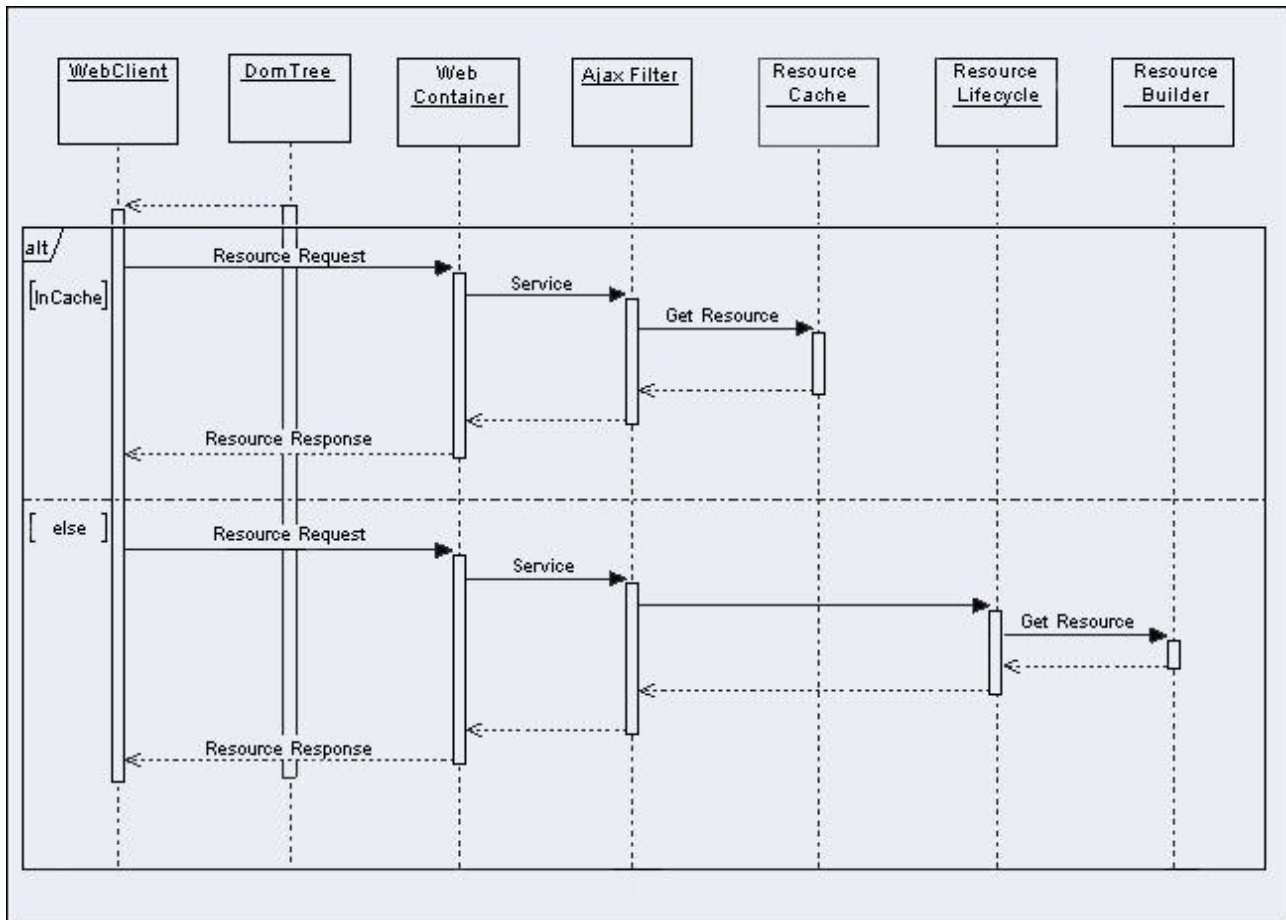 WebClient
DomTree
Web
Container
Ajax Filter
Resource
Cache
Resource
Lifecycle
Resource
Builder
alt
Resource Request
[InCache]
Service
Get Resource
Resource Response
[ else ]
Resource Request
Service
Get Resource
Resource Response